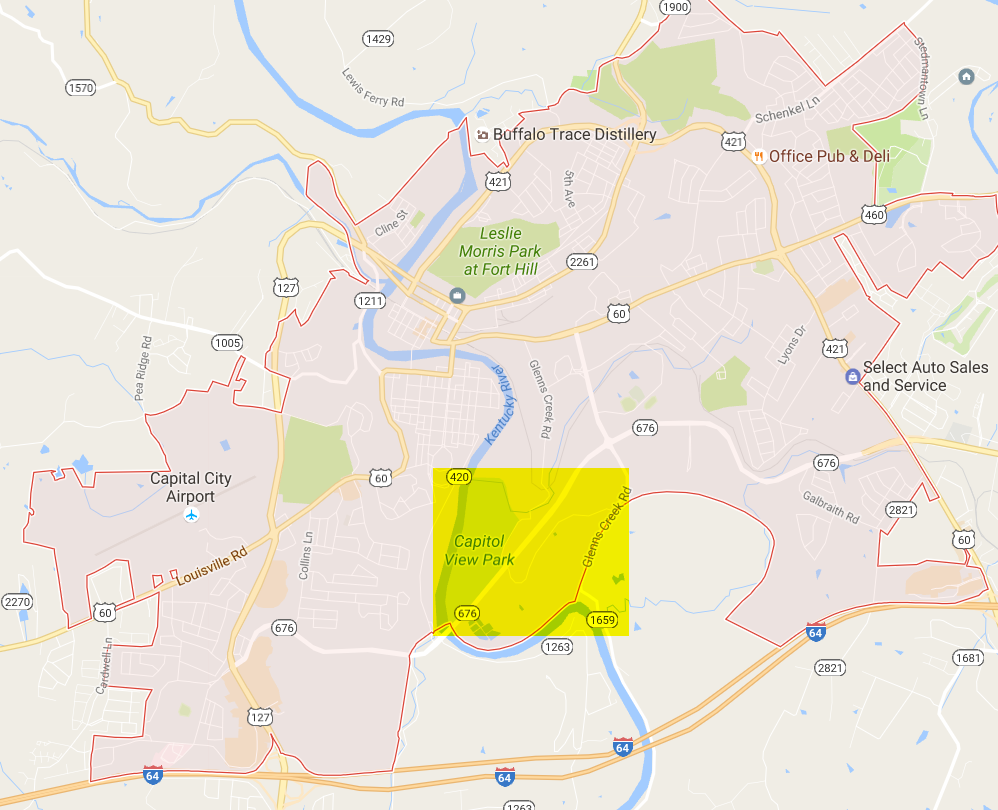 1900
1429
1570
Lewis Ferry Rd
Stedmantown Ln
Schenkel Ln
Buffalo Trace Distillery
421
Office Pub & Deli
421
5th Ave
460
Cline St
Leslie
Morris Park
at Fort Hill
2261
127
1211
60
1005
Pea Ridge Rd
Lyons Dr
421
Select Auto Sales
and Service
Kentucky River
Glenns Creek Rd
676
676
60
420
Capital City
Airport
Galbraith Rd
2821
60
Collins Ln
Capitol
View Park
Glenns Creek Rd
Louisville Rd
2270
60
676
1659
676
64
1263
1681
2821
Cardwell Ln
127
64
64
64
1263